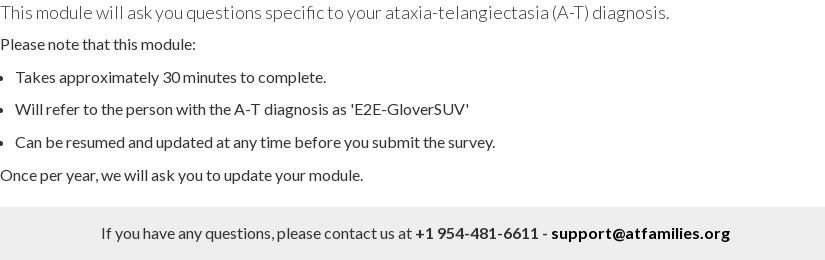 This module will ask you questions specific to your ataxia-telangiectasia (A-T) diagnosis.
Please note that this module:
• Takes approximately 30 minutes to complete.
• Will refer to the person with the A-T diagnosis as 'E2E-GloverSUV'
• Can be resumed and updated at any time before you submit the survey.
Once per year, we will ask you to update your module.
If you have any questions, please contact us at +1 954-481-6611 - support@atfamilies.org